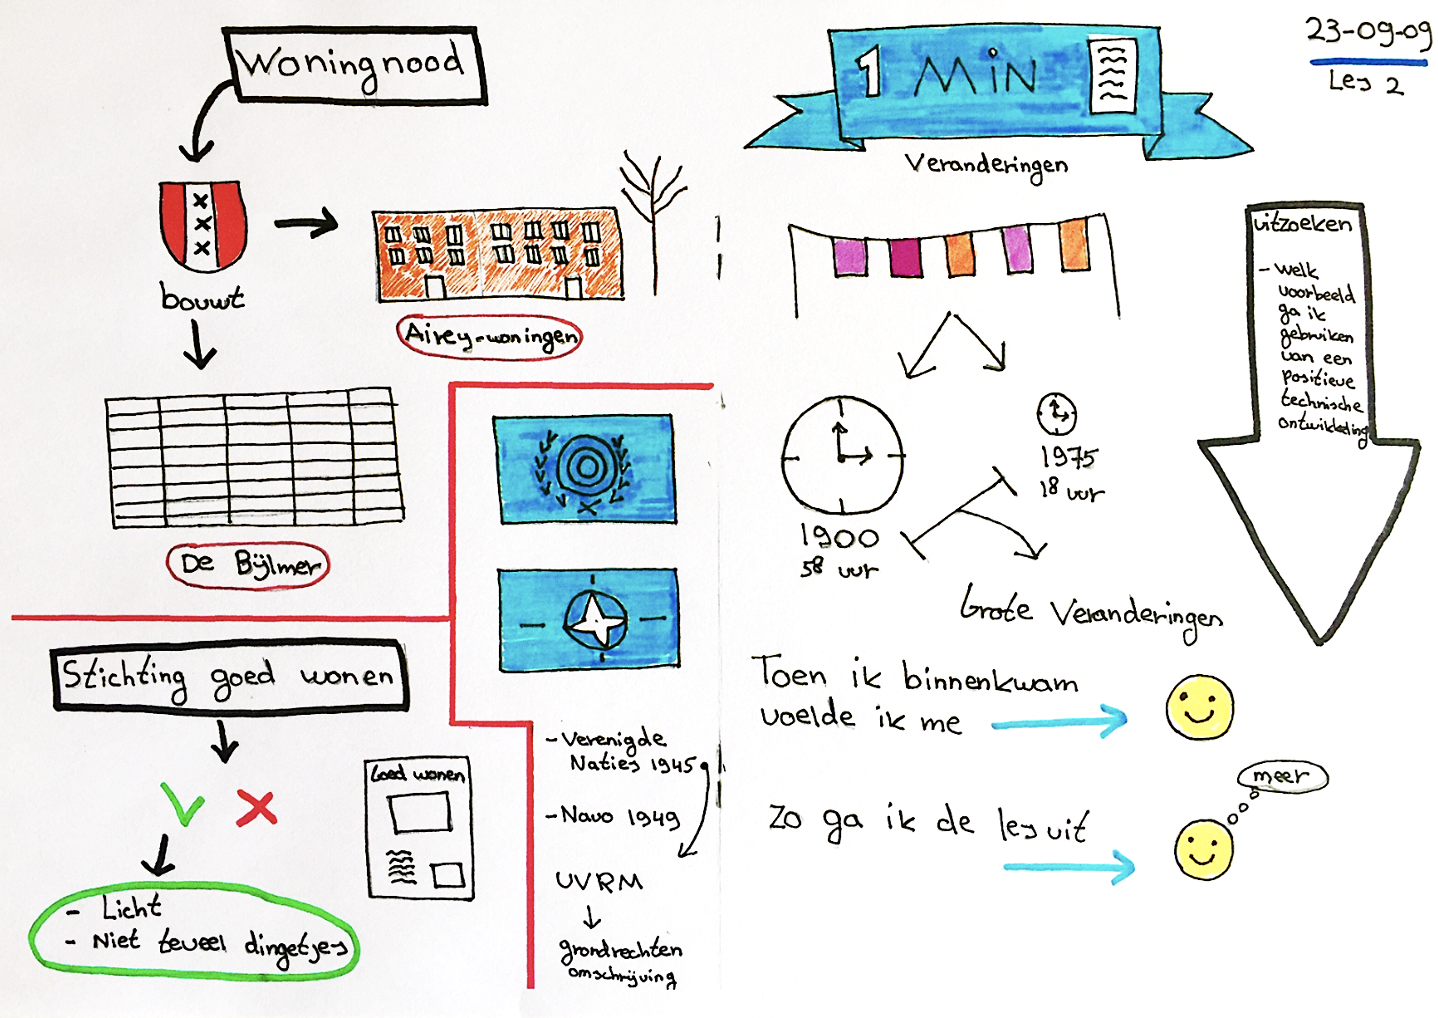 Woningnood
bouwt
Airey-woningen
De Bijlmer
Stichting goed wonen
Goed wonen
- Licht
- Niet teveel dingetjes
- Verenigde
Naties 1945
- Navo 1949
UVRM
grondrechten
omschrijving
1 MiN
Veranderingen
23-09-09
Les 2
1900
58 uur
1975
18 uur
Grote Veranderingen
uitzoeken
- welk
voorbeeld
ga ik
gebruiken
van een
positieve
technische
ontwikkeling
Toen ik binnenkwam
voelde ik me
meer
Zo ga ik de les uit